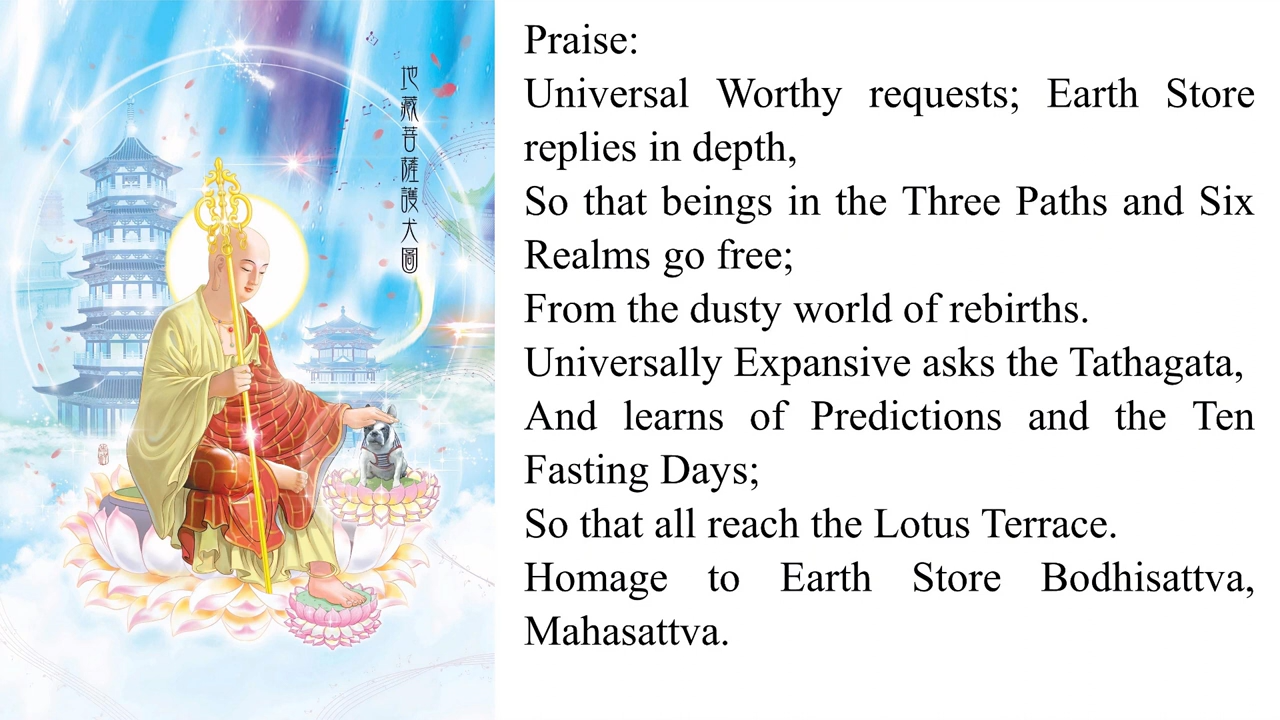 地藏菩薩護犬圖
Praise:
Universal Worthy requests; Earth Store
replies in depth,
So that beings in the Three Paths and Six
Realms go free;
From the dusty world of rebirths.
Universally Expansive asks the Tathagata,
And learns of Predictions and the Ten
Fasting Days;
So that all reach the Lotus Terrace.
Homage to Earth Store Bodhisattva,
Mahasattva.